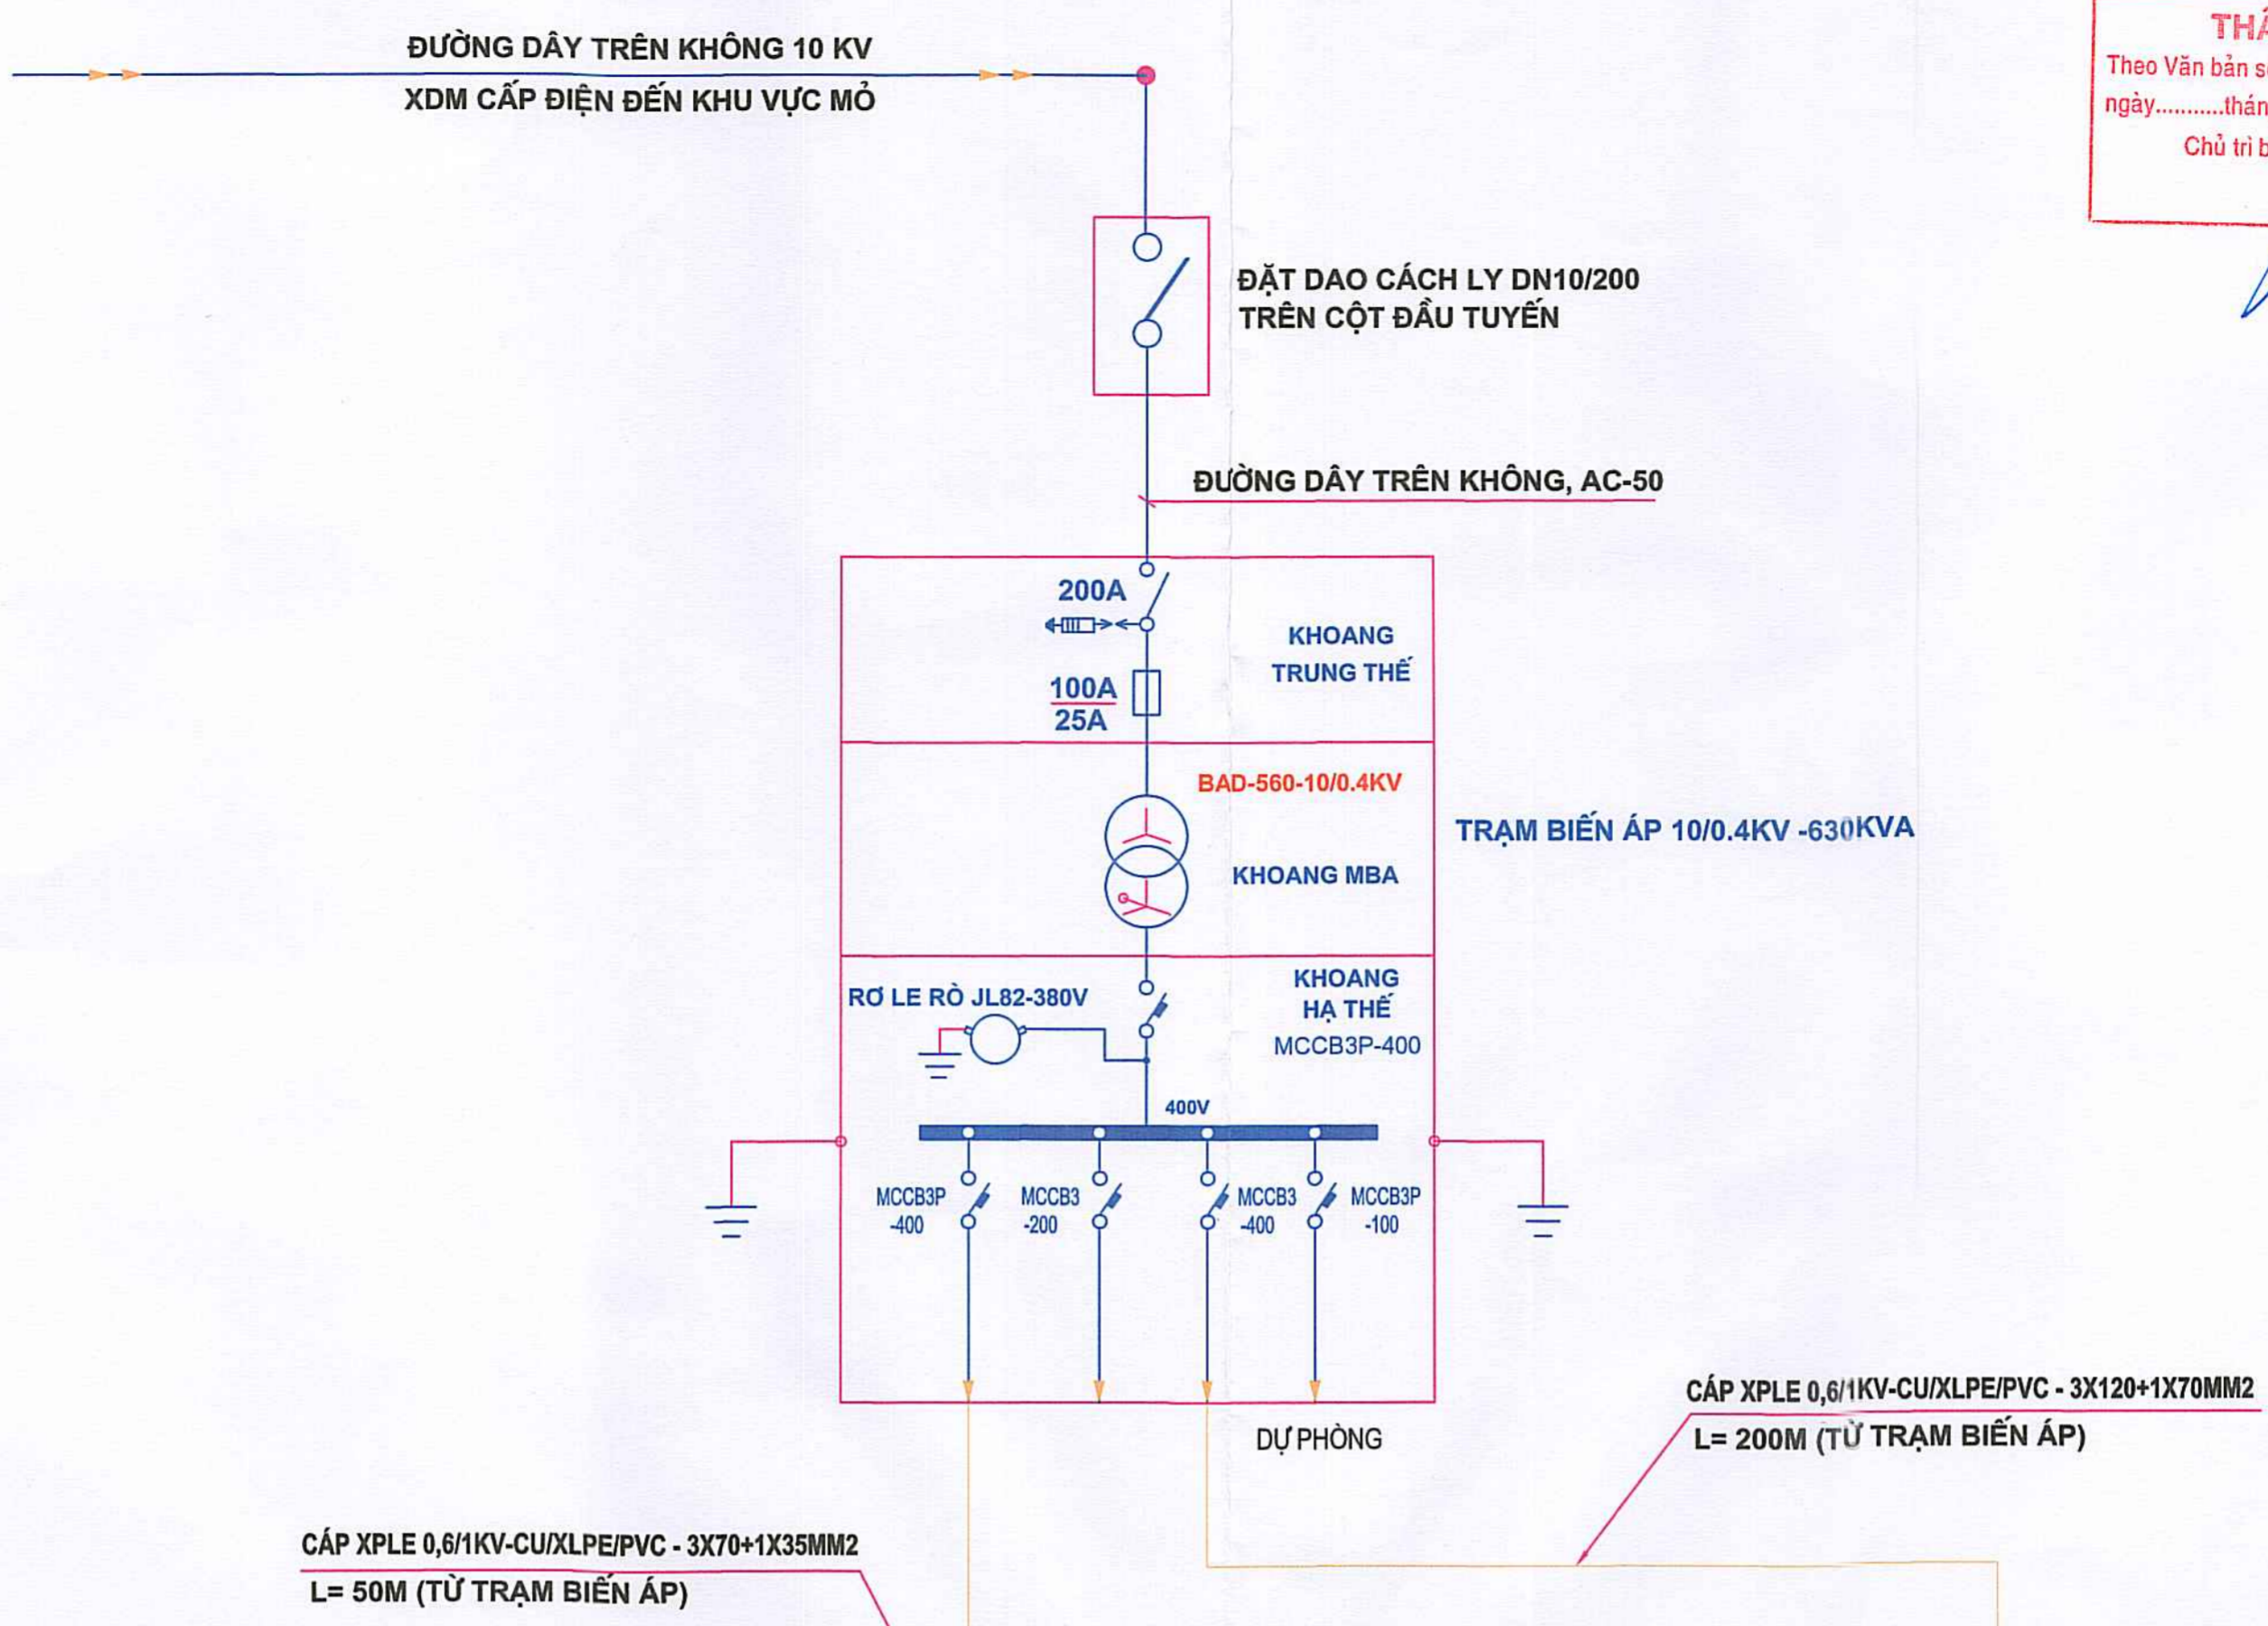 ĐƯỜNG DÂY TRÊN KHÔNG 10 KV
XDM CẤP ĐIỆN ĐẾN KHU VỰC MỎ
Theo Văn bản
ngày...........
Chủ trì
ĐẶT DAO CÁCH LY DN10/200
TRÊN CỘT ĐẦU TUYẾN
ĐƯỜNG DÂY TRÊN KHÔNG, AC-50
200A
KHOANG
TRUNG THẾ
100A
25A
BAD-560-10/0.4KV
TRẠM BIẾN ÁP 10/0.4KV -630KVA
KHOANG MBA
RƠ LE RÒ JL82-380V
KHOANG
HẠ THẾ
MCCB3P-400
400V
MCCB3P
-400
MCCB3
-200
MCCB3
-400
MCCB3P
-100
DỰ PHÒNG
CÁP XPLE 0,6/1KV-CU/XLPE/PVC - 3X120+1X70MM2
L= 200M (TỪ TRẠM BIẾN ÁP)
CÁP XPLE 0,6/1KV-CU/XLPE/PVC - 3X70+1X35MM2
L= 50M (TỪ TRẠM BIẾN ÁP)